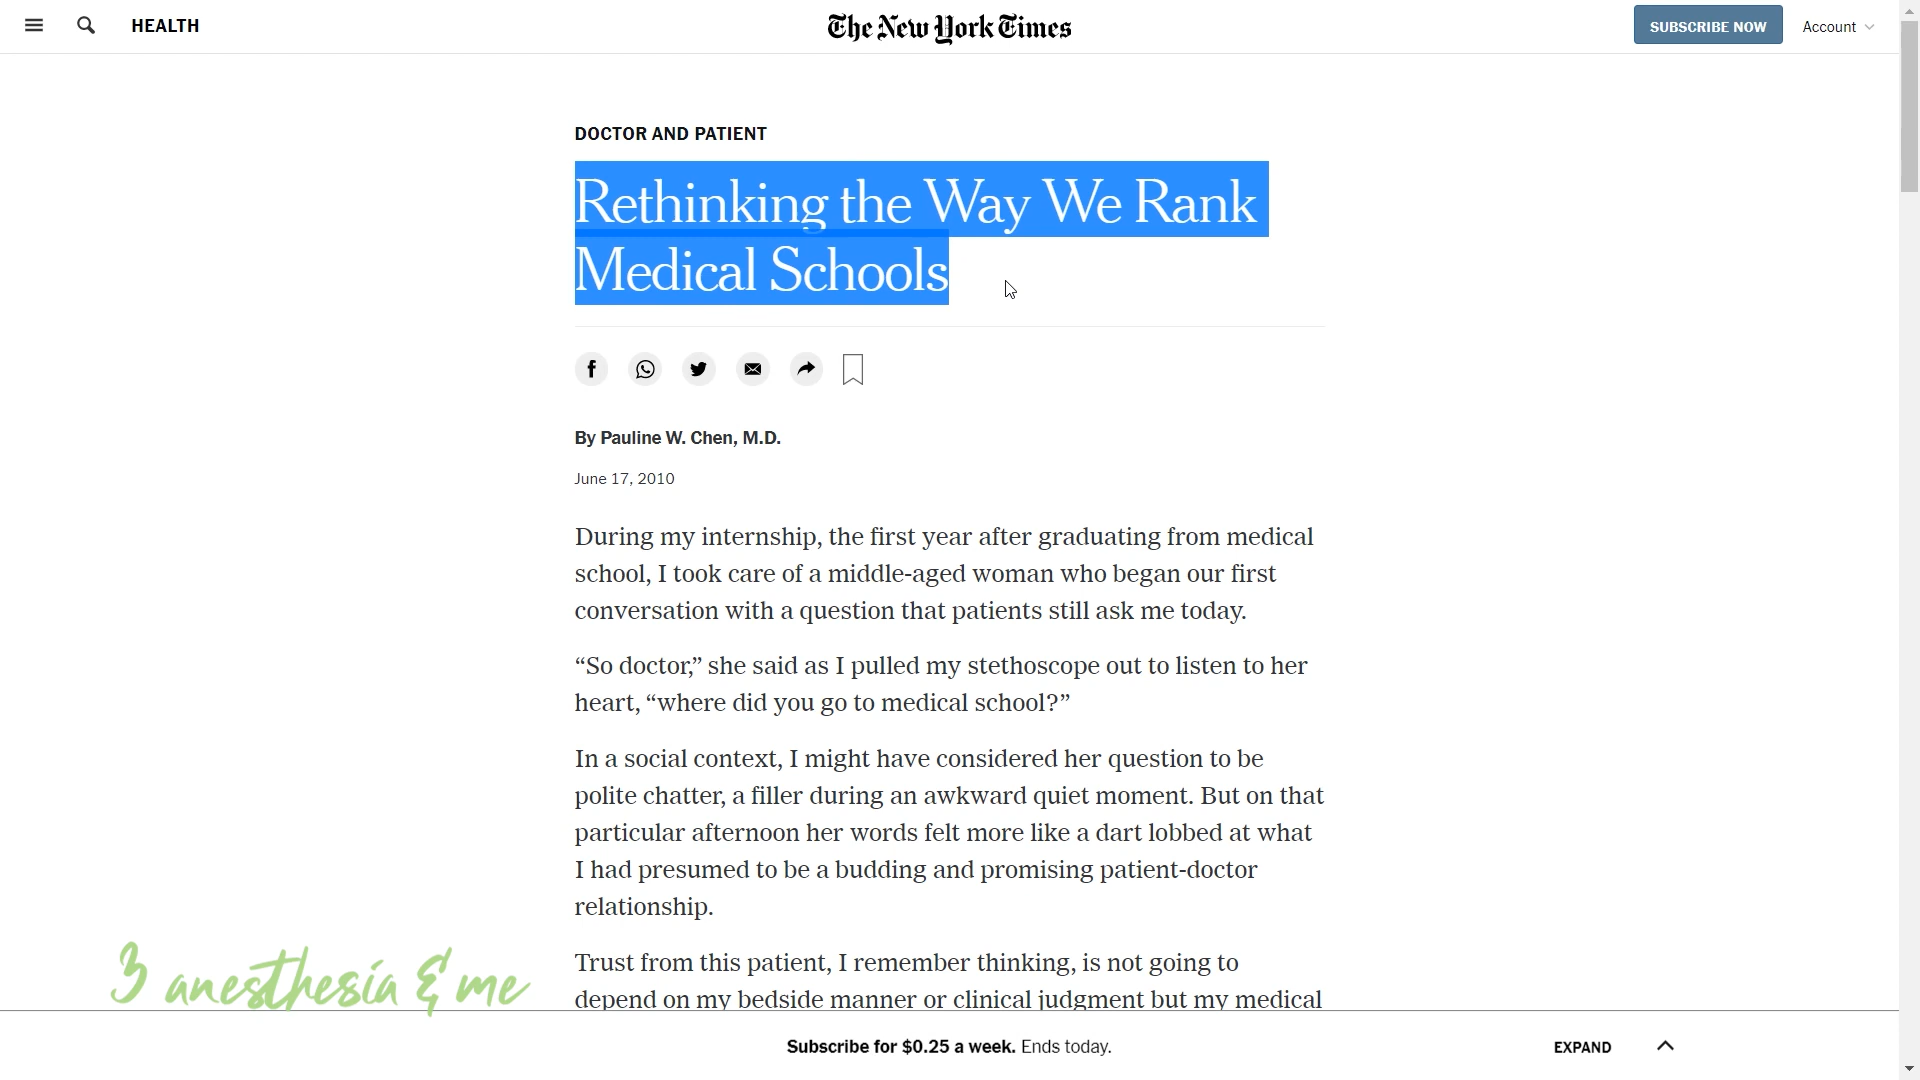 HEALTH
The New York Times
SUBSCRIBE NOW
Account
DOCTOR AND PATIENT
Rethinking the Way We Rank
Medical Schools
By Pauline W. Chen, M.D.
June 17, 2010
During my internship, the first year after graduating from medical
school, I took care of a middle-aged woman who began our first
conversation with a question that patients still ask me today.
“So doctor,” she said as I pulled my stethoscope out to listen to her
heart, “where did you go to medical school?”
In a social context, I might have considered her question to be
polite chatter, a filler during an awkward quiet moment. But on that
particular afternoon her words felt more like a dart lobbed at what
I had presumed to be a budding and promising patient-doctor
relationship.
Trust from this patient, I remember thinking, is not going to
depend on my bedside manner or clinical judgment but my medical
3 anesthesia & me
Subscribe for $0.25 a week. Ends today.
EXPAND